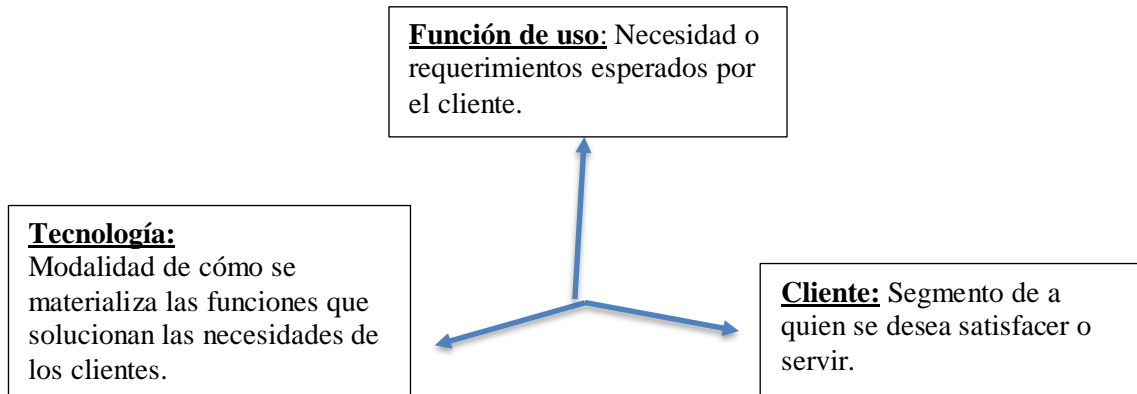 Función de uso: Necesidad o
requerimientos esperados por
el cliente.
Tecnología:
Modalidad de cómo se
materializa las funciones que
solucionan las necesidades de
los clientes.
Cliente: Segmento de a
quien se desea satisfacer o
servir.